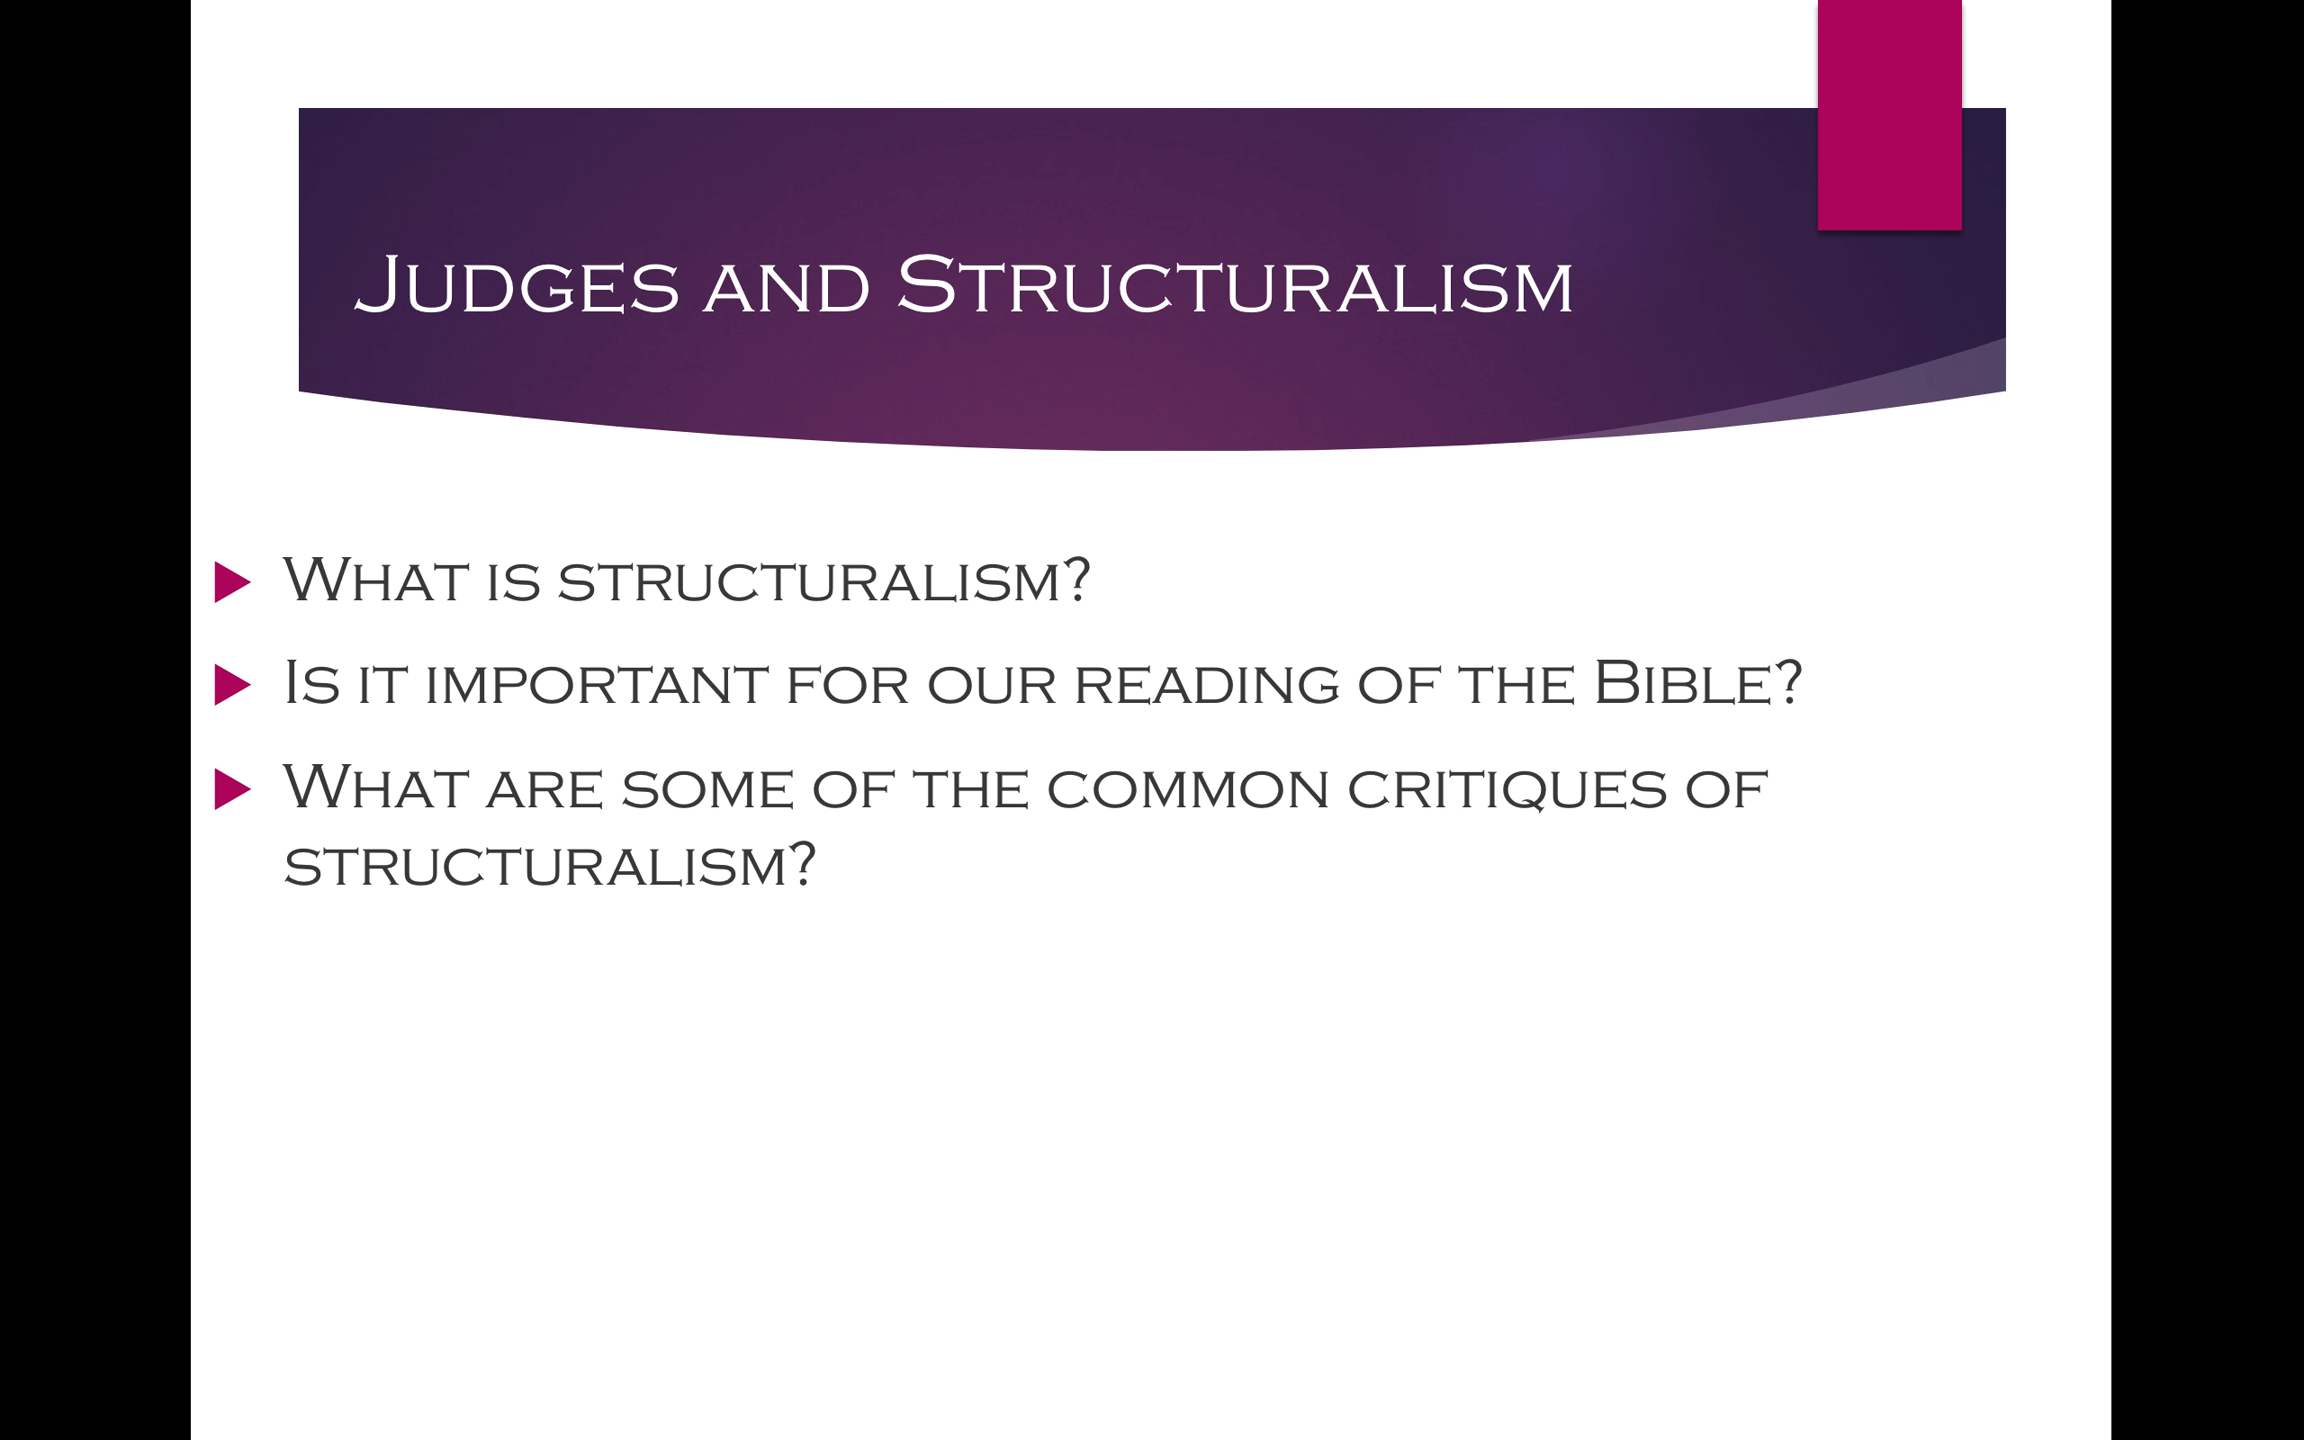 Judges and Structuralism
What is structuralism?
Is it important for our reading of the Bible?
What are some of the common critiques of
structuralism?